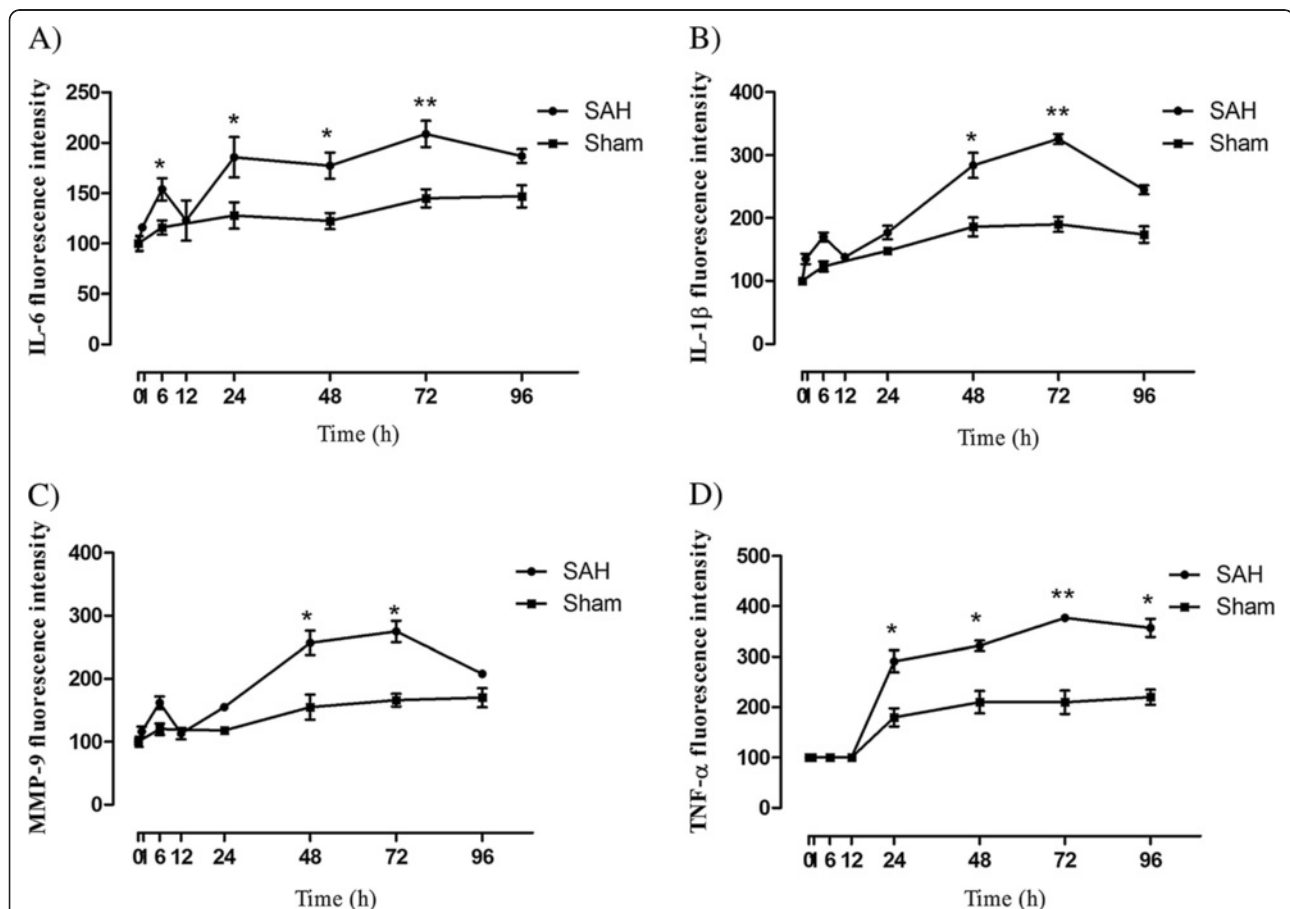 A)
IL-6 fluorescence intensity
250
200
150
100
50
0
*
*
*
**
SAH
Sham
0 1 6 12 24 48 72 96
Time (h)
B)
IL-1β fluorescence intensity
400
300
200
100
0
*
**
SAH
Sham
0 1 6 12 24 48 72 96
Time (h)
C)
MMP-9 fluorescence intensity
400
300
200
100
0
*
*
SAH
Sham
0 1 6 12 24 48 72 96
Time (h)
D)
TNF-α fluorescence intensity
500
400
300
200
100
0
*
*
**
*
SAH
Sham
0 1 6 12 24 48 72 96
Time (h)